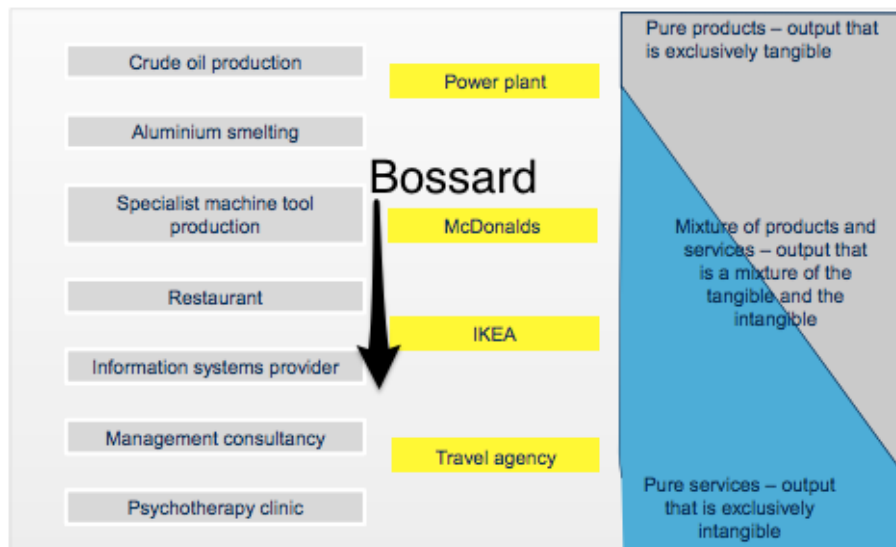 Crude oil production
Aluminium smelting
Specialist machine tool
production
Restaurant
Information systems provider
Management consultancy
Psychotherapy clinic
Power plant
Bossard
McDonalds
IKEA
Travel agency
Pure products – output that
is exclusively tangible
Mixture of products and
services – output that
is a mixture of the
tangible and the
intangible
Pure services – output
that is exclusively
intangible